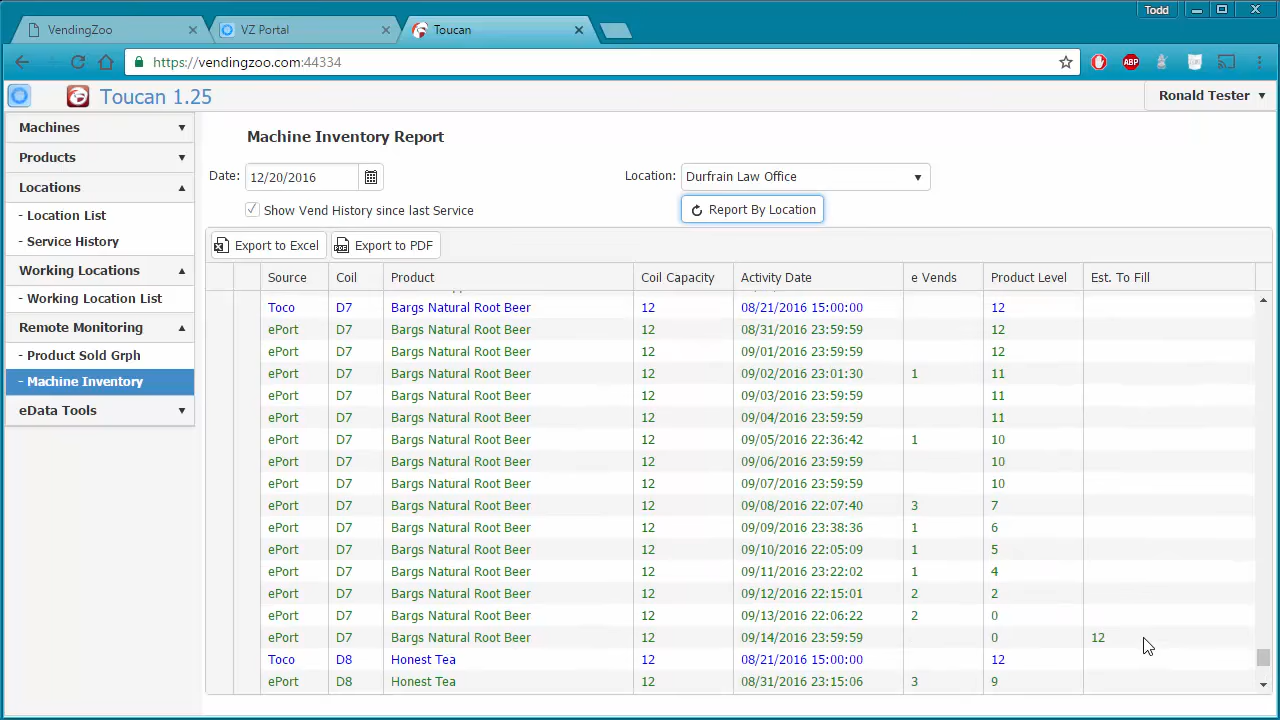 Todd
VendingZoo
VZ Portal
Toucan
https://vendingzoo.com:44334
ABP
Toucan 1.25
Ronald Tester
Machines
Products
Locations
- Location List
- Service History
Working Locations
- Working Location List
Remote Monitoring
- Product Sold Grph
- Machine Inventory
eData Tools
Machine Inventory Report
Date: 12/20/2016
Location: Durfrain Law Office
Show Vend History since last Service
Report By Location
Export to Excel
Export to PDF
Source Coil Product Coil Capacity Activity Date e Vends Product Level Est. To Fill
Toco D7 Bargs Natural Root Beer 12 08/21/2016 15:00:00 12
ePort D7 Bargs Natural Root Beer 12 08/31/2016 23:59:59 12
ePort D7 Bargs Natural Root Beer 12 09/01/2016 23:59:59 12
ePort D7 Bargs Natural Root Beer 12 09/02/2016 23:01:30 1 11
ePort D7 Bargs Natural Root Beer 12 09/03/2016 23:59:59 11
ePort D7 Bargs Natural Root Beer 12 09/04/2016 23:59:59 11
ePort D7 Bargs Natural Root Beer 12 09/05/2016 22:36:42 1 10
ePort D7 Bargs Natural Root Beer 12 09/06/2016 23:59:59 10
ePort D7 Bargs Natural Root Beer 12 09/07/2016 23:59:59 10
ePort D7 Bargs Natural Root Beer 12 09/08/2016 22:07:40 3 7
ePort D7 Bargs Natural Root Beer 12 09/09/2016 23:38:36 1 6
ePort D7 Bargs Natural Root Beer 12 09/10/2016 22:05:09 1 5
ePort D7 Bargs Natural Root Beer 12 09/11/2016 23:22:02 1 4
ePort D7 Bargs Natural Root Beer 12 09/12/2016 22:15:01 2 2
ePort D7 Bargs Natural Root Beer 12 09/13/2016 22:06:22 2 0
ePort D7 Bargs Natural Root Beer 12 09/14/2016 23:59:59 0 12
Toco D8 Honest Tea 12 08/21/2016 15:00:00 12
ePort D8 Honest Tea 12 08/31/2016 23:15:06 3 9